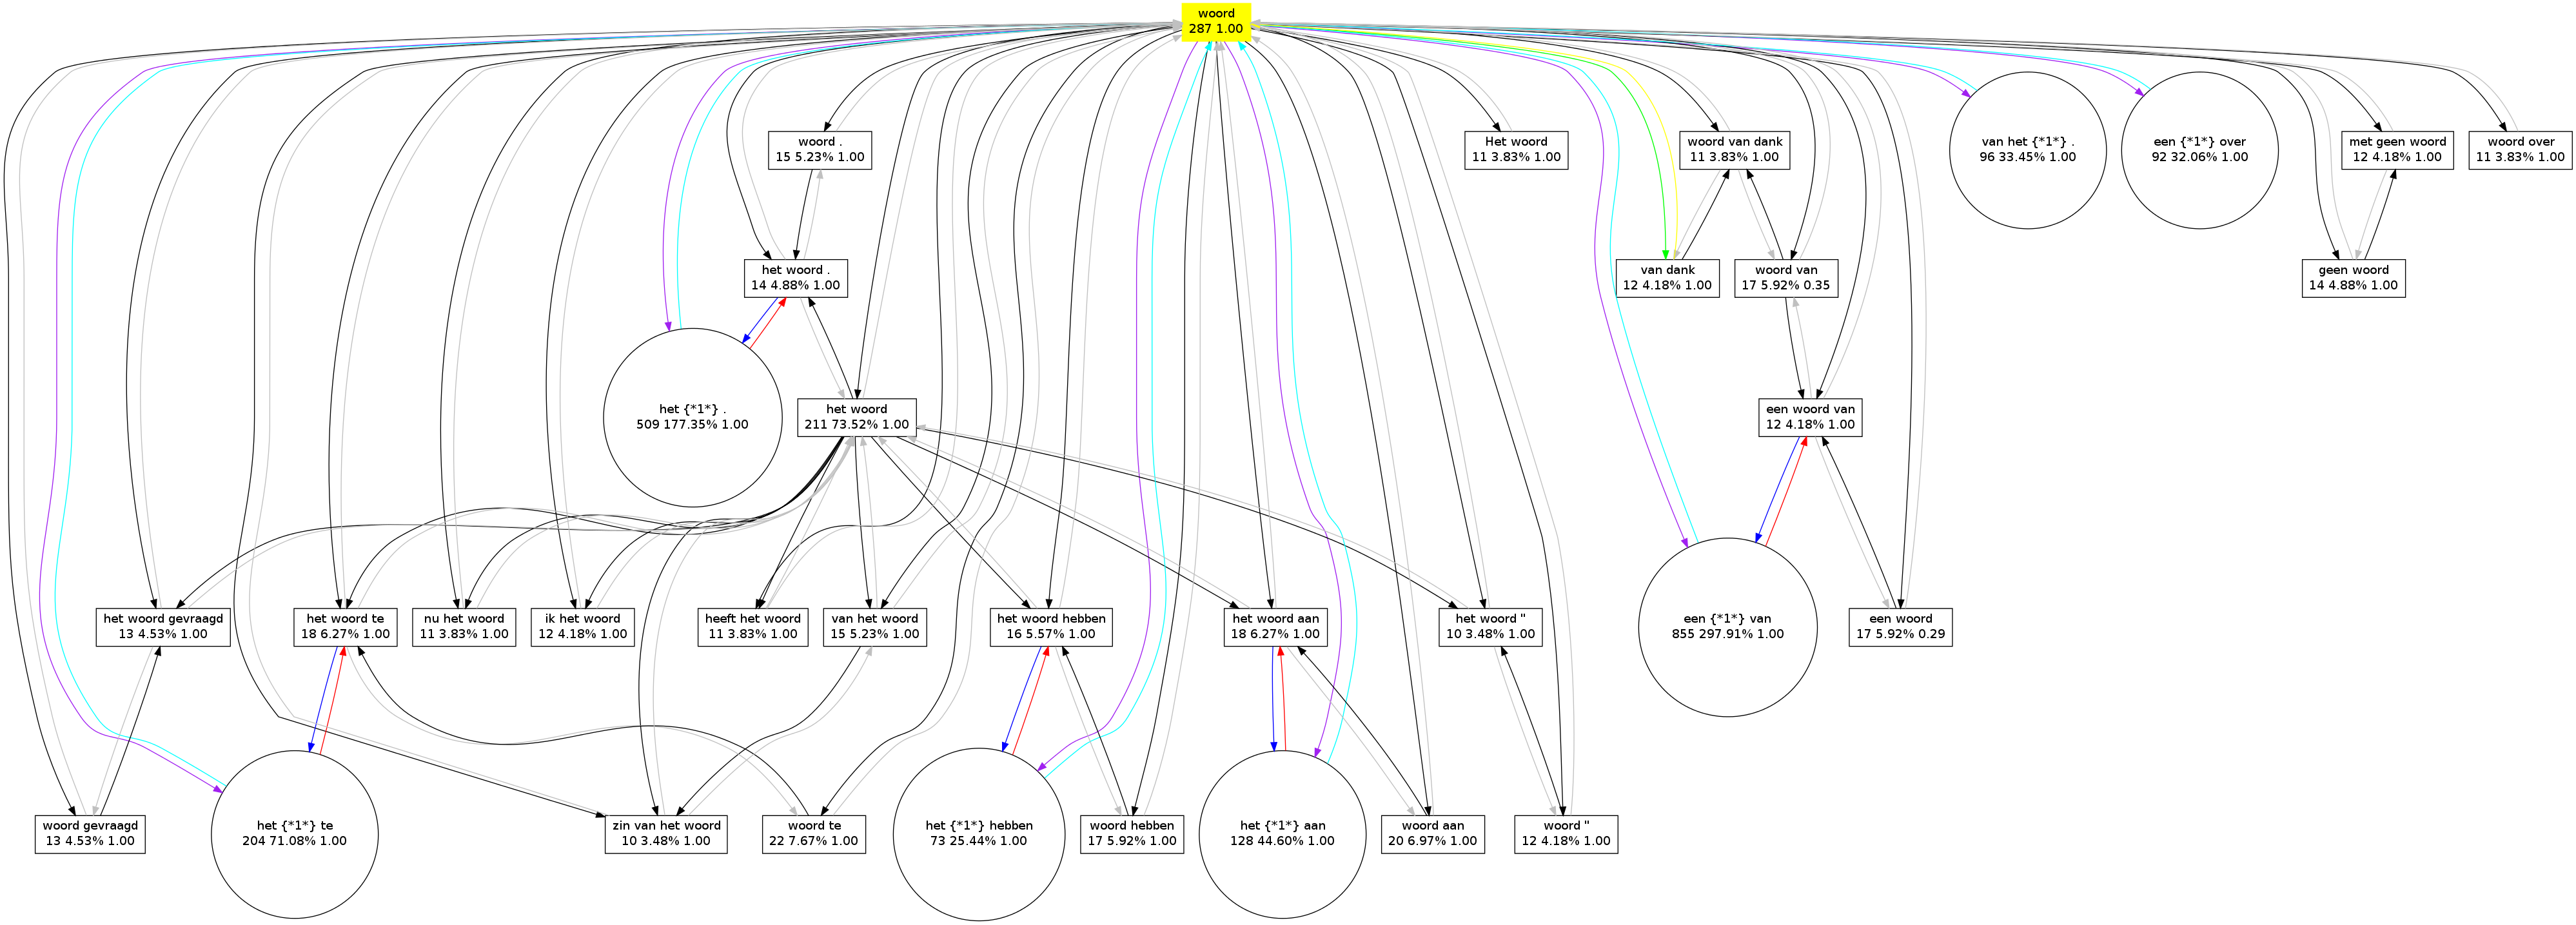 woord
287 1.00
woord .
15 5.23% 1.00
Het woord
11 3.83% 1.00
woord van dank
11 3.83% 1.00
van het {*1*} .
96 33.45% 1.00
een {*1*} over
92 32.06% 1.00
met geen woord
12 4.18% 1.00
woord over
11 3.83% 1.00
het woord .
14 4.88% 1.00
van dank
12 4.18% 1.00
woord van
17 5.92% 0.35
geen woord
14 4.88% 1.00
het {*1*} .
509 177.35% 1.00
het woord
211 73.52% 1.00
een woord van
12 4.18% 1.00
het woord gevraagd
13 4.53% 1.00
het woord te
18 6.27% 1.00
nu het woord
11 3.83% 1.00
ik het woord
12 4.18% 1.00
heeft het woord
11 3.83% 1.00
van het woord
15 5.23% 1.00
het woord hebben
16 5.57% 1.00
het woord aan
18 6.27% 1.00
het woord "
10 3.48% 1.00
een {*1*} van
855 297.91% 1.00
een woord
17 5.92% 0.29
woord gevraagd
13 4.53% 1.00
het {*1*} te
204 71.08% 1.00
zin van het woord
10 3.48% 1.00
woord te
22 7.67% 1.00
het {*1*} hebben
73 25.44% 1.00
woord hebben
17 5.92% 1.00
het {*1*} aan
128 44.60% 1.00
woord aan
20 6.97% 1.00
woord "
12 4.18% 1.00